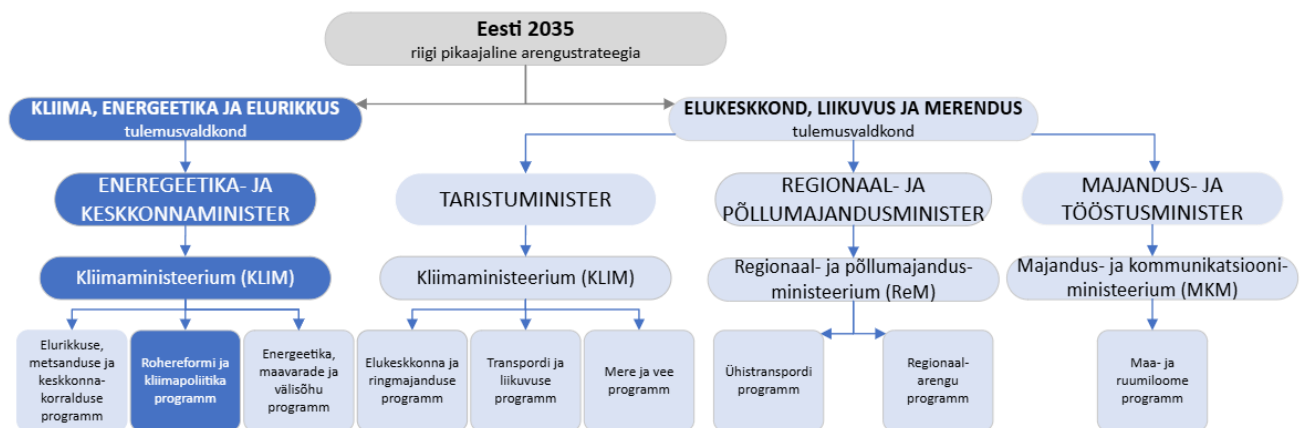 Eesti 2035
riigi pikaajaline arengustrateegia
KLIIMA, ENERGEETIKA JA ELURIKKUS
tulemusvaldkond
ELUKESKKOND, LIIKUVUS JA MERENDUS
tulemusvaldkond
ENEREGEETIKA- JA
KESKKONNAMINISTER
TARISTUMINISTER
REGIONAAL- JA
PÕLLUMAJANDUSMINISTER
MAJANDUS- JA
TÖÖSTUSMINISTER
Kliimaministeerium (KLIM)
Kliimaministeerium (KLIM)
Regionaal- ja põllumajandus-
ministeerium (ReM)
Majandus- ja kommunikatsiooni-
ministeerium (MKM)
Elurikkuse,
metsanduse ja
keskkonna-
korralduse
programm
Rohereformi ja
kliimapoliitika
programm
Energeetika,
maavarade ja
välisõhu
programm
Elukeskkonna ja
ringmajanduse
programm
Transpordi ja
liikuvuse
programm
Mere ja vee
programm
Ühistranspordi
programm
Regionaal-
arengu
programm
Maa- ja
ruumiloome
programm